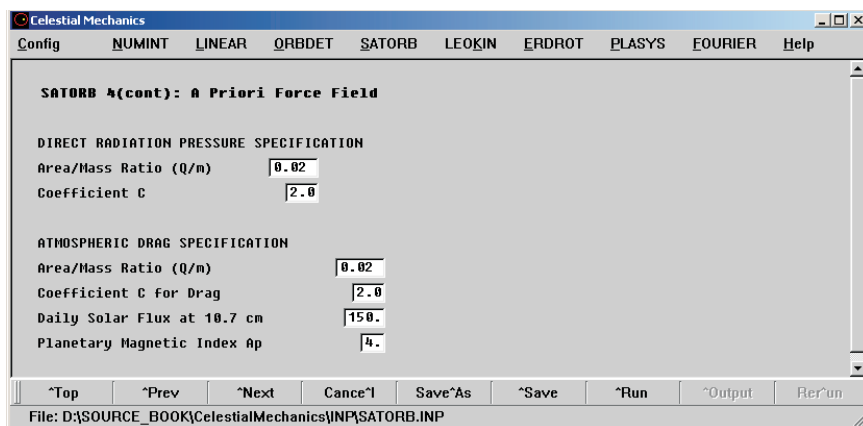 Celestial Mechanics
Config NUMINT LINEAR ORBDET SATORB LEOKIN ERDROT PLASYS FOURIER Help
SATORB 4(cont): A Priori Force Field
DIRECT RADIATION PRESSURE SPECIFICATION
Area/Mass Ratio (Q/m) 0.02
Coefficient C 2.0
ATMOSPHERIC DRAG SPECIFICATION
Area/Mass Ratio (Q/m) 0.02
Coefficient C for Drag 2.0
Daily Solar Flux at 10.7 cm 150.
Planetary Magnetic Index Ap 4.
^Top ^Prev ^Next Cance^l Save^As ^Save ^Run ^Output Rer^un
File: D:\SOURCE_BOOK\CelestialMechanics\INP\SATORB.INP